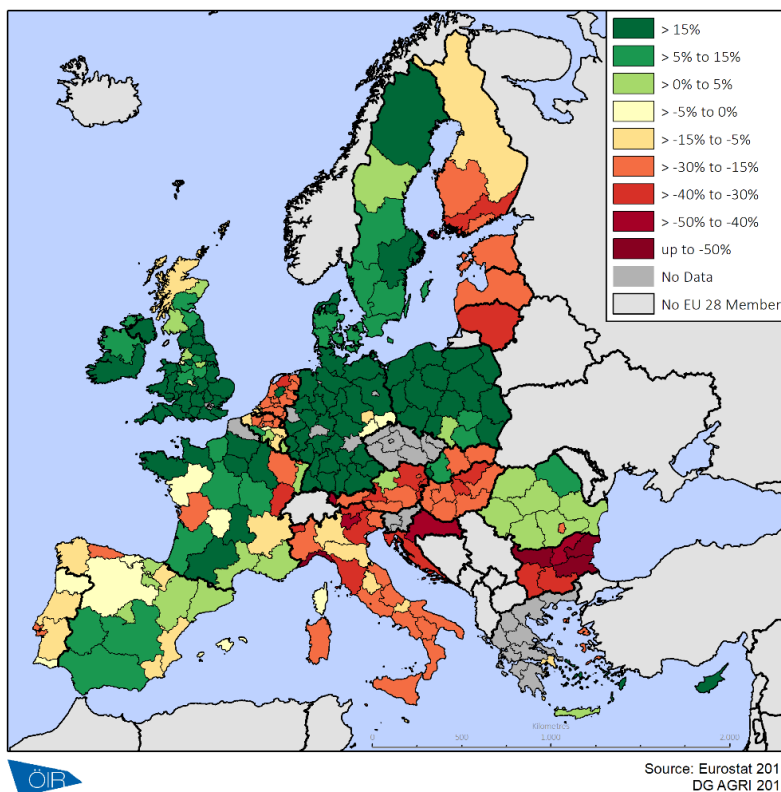 > 15%
> 5% to 15%
> 0% to 5%
> -5% to 0%
> -15% to -5%
> -30% to -15%
> -40% to -30%
> -50% to -40%
up to -50%
No Data
No EU 28 Member
Kilometres
0 500 1.000 2.000
ÖIR
Source: Eurostat 201
DG AGRI 201